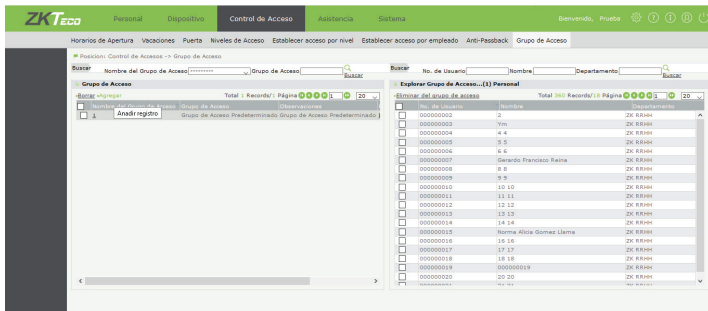 ZKTeco Personal Dispositivo Control de Acceso Asistencia Sistema Bienvenido, Prueba
Horarios de Apertura Vacaciones Puerta Niveles de Acceso Establecer acceso por nivel Establecer acceso por empleado Anti-Passback Grupo de Acceso
Posicion: Control de Accesos -> Grupo de Acceso
Buscar Nombre del Grupo de Acceso --------- Grupo de Acceso Buscar
Buscar No. de Usuario Nombre Departamento Buscar
Grupo de Acceso
Explorar Grupo de Acceso...(1) Personal
Borrar Agregar Total 1 Records/1 Página 1 20
Eliminar del grupo de acceso Total 360 Records/18 Página 1 20
Nombre del Grupo de Acceso Grupo de Acceso Observaciones
1 Grupo de Acceso Predeterminado Grupo de Acceso Predeterminado
Anadir registro
No. de Usuario Nombre Departamento
000000002 2 ZK RRHH
000000003 Ym ZK RRHH
000000004 4 4 ZK RRHH
000000005 5 5 ZK RRHH
000000006 6 6 ZK RRHH
000000007 Gerardo Francisco Reina ZK RRHH
000000008 8 8 ZK RRHH
000000009 9 9 ZK RRHH
000000010 10 10 ZK RRHH
000000011 11 11 ZK RRHH
000000012 12 12 ZK RRHH
000000013 13 13 ZK RRHH
000000014 14 14 ZK RRHH
000000015 Norma Alicia Gomez Llama ZK RRHH
000000016 16 16 ZK RRHH
000000017 17 17 ZK RRHH
000000018 18 18 ZK RRHH
000000019 000000019 ZK RRHH
000000020 20 20 ZK RRHH